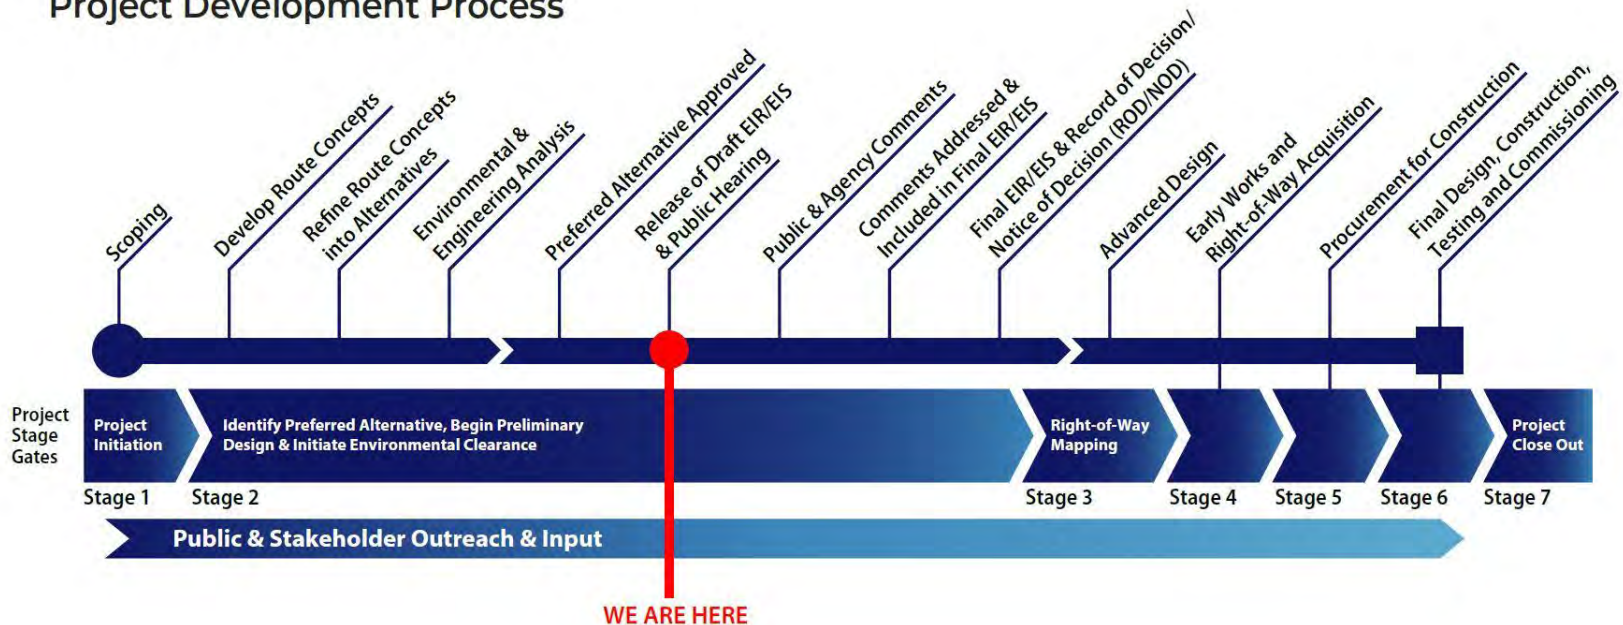 Project Development Process
Scoping
Develop Route Concepts
Refine Route Concepts
into Alternatives
Environmental &
Engineering Analysis
Preferred Alternative Approved
Release of Draft EIR/EIS
& Public Hearing
Public & Agency Comments
Comments Addressed &
Included in Final EIR/EIS
Final EIR/EIS & Record of Decision/
Notice of Decision (ROD/NOD)
Advanced Design
Early Works and
Right-of-Way Acquisition
Procurement for Construction
Final Design, Construction,
Testing and Commissioning
Project
Stage
Gates
Project
Initiation
Identify Preferred Alternative, Begin Preliminary
Design & Initiate Environmental Clearance
Right-of-Way
Mapping
Project
Close Out
Stage 1
Stage 2
Stage 3
Stage 4
Stage 5
Stage 6
Stage 7
Public & Stakeholder Outreach & Input
WE ARE HERE